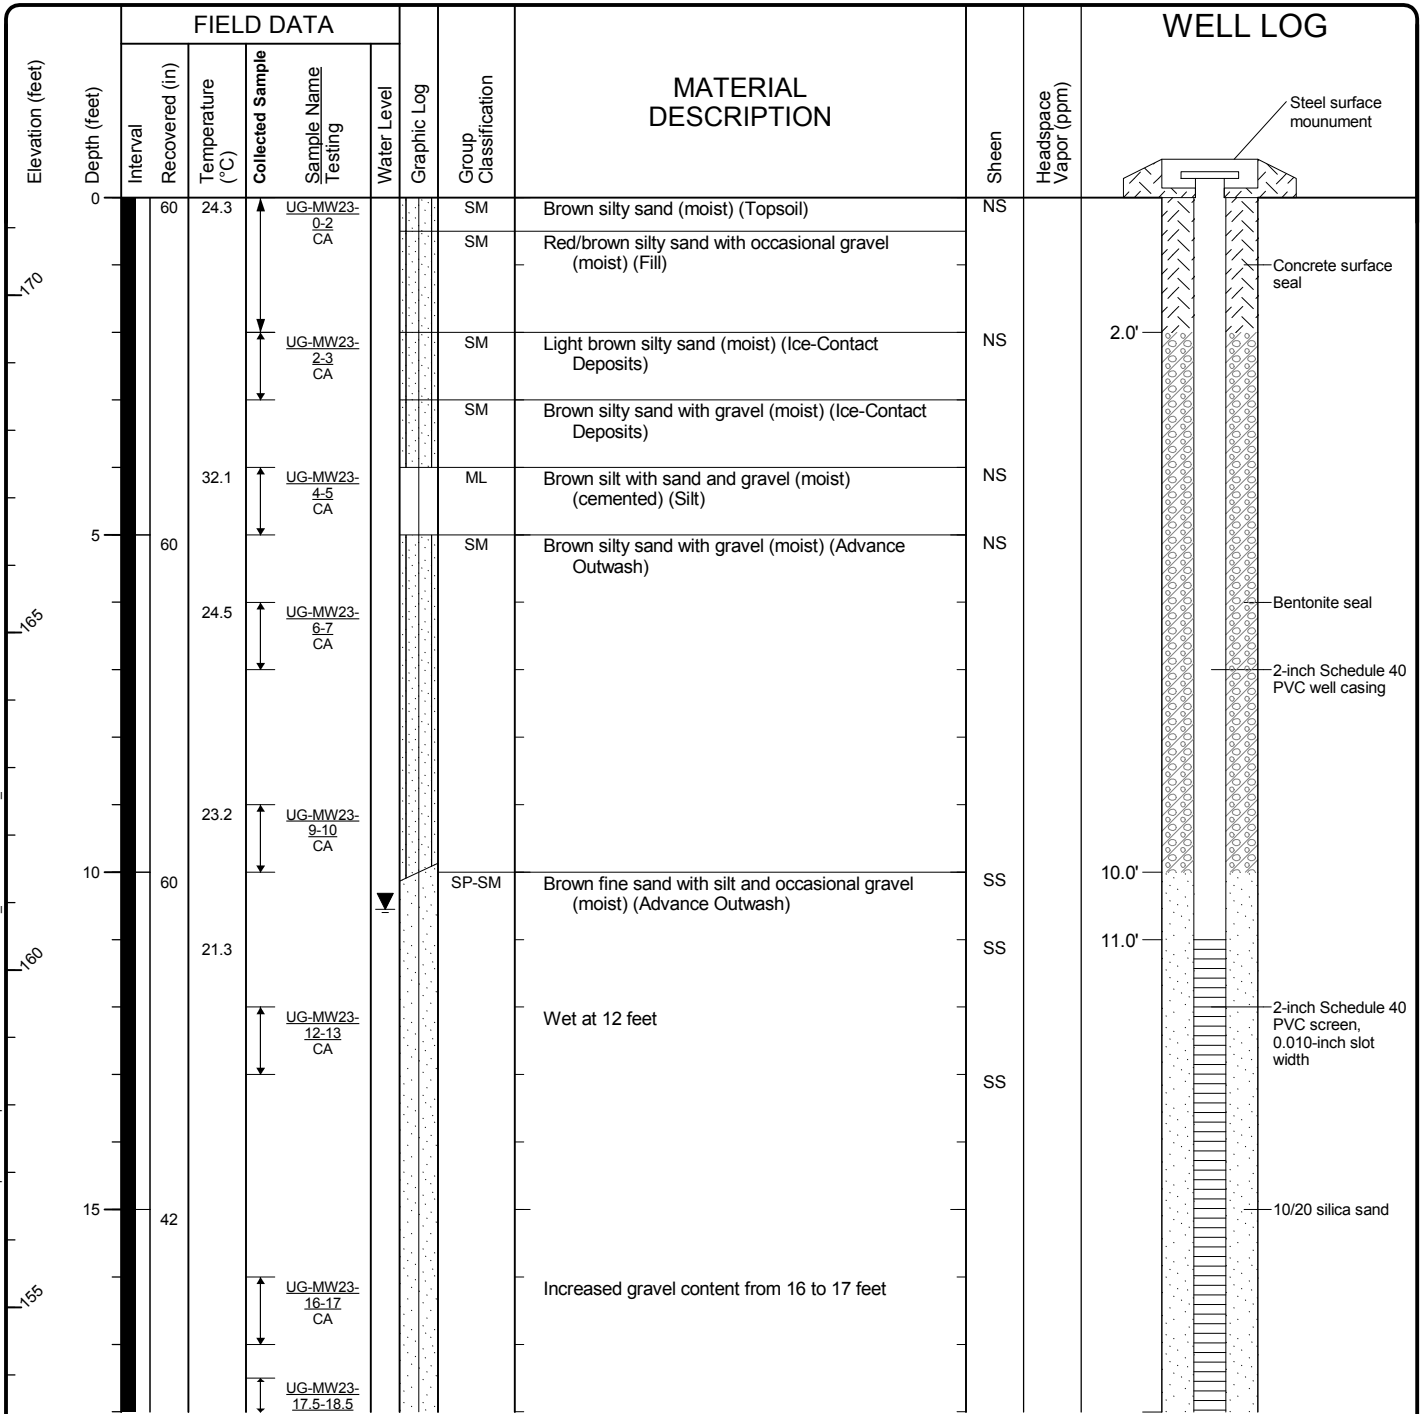 FIELD DATA
WELL LOG
Elevation (feet)
Depth (feet)
Interval
Recovered (in)
Temperature
(°C)
Collected Sample
Sample Name
Testing
Water Level
Graphic Log
Group
Classification
MATERIAL
DESCRIPTION
Sheen
Headspace
Vapor (ppm)
Steel surface
mounument
0
60
24.3
UG-MW23-
0-2
CA
SM
Brown silty sand (moist) (Topsoil)
NS
SM
Red/brown silty sand with occasional gravel
(moist) (Fill)
Concrete surface
seal
170
2.0'
UG-MW23-
2-3
CA
SM
Light brown silty sand (moist) (Ice-Contact
Deposits)
NS
SM
Brown silty sand with gravel (moist) (Ice-Contact
Deposits)
32.1
UG-MW23-
4-5
CA
ML
Brown silt with sand and gravel (moist)
(cemented) (Silt)
NS
5
60
SM
Brown silty sand with gravel (moist) (Advance
Outwash)
NS
165
24.5
UG-MW23-
6-7
CA
Bentonite seal
2-inch Schedule 40
PVC well casing
23.2
UG-MW23-
9-10
CA
10
60
SP-SM
Brown fine sand with silt and occasional gravel
(moist) (Advance Outwash)
SS
10.0'
160
21.3
SS
11.0'
UG-MW23-
12-13
CA
Wet at 12 feet
2-inch Schedule 40
PVC screen,
0.010-inch slot
width
SS
15
42
10/20 silica sand
155
UG-MW23-
16-17
CA
Increased gravel content from 16 to 17 feet
UG-MW23-
17.5-18.5